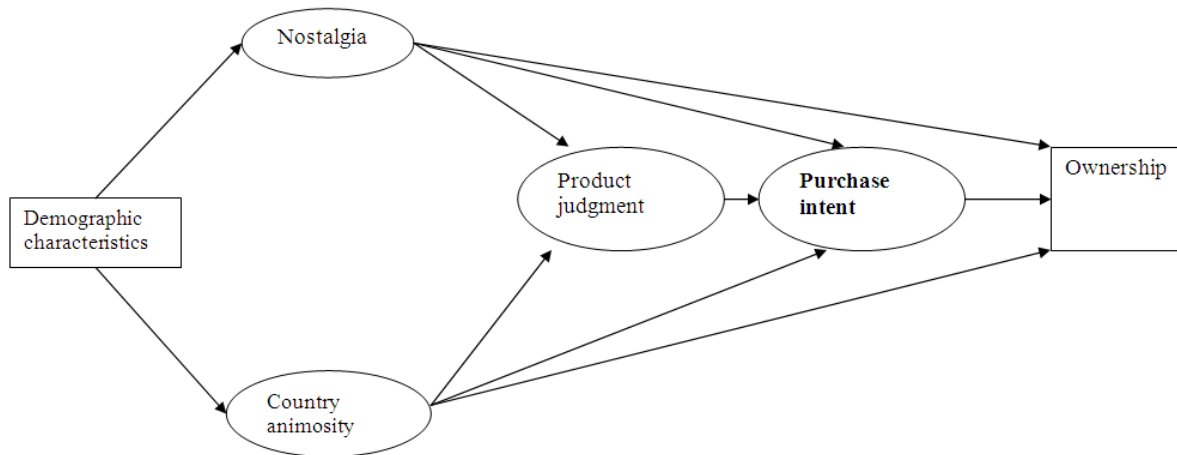 Nostalgia
Demographic
characteristics
Product
judgment
Purchase
intent
Ownership
Country
animosity